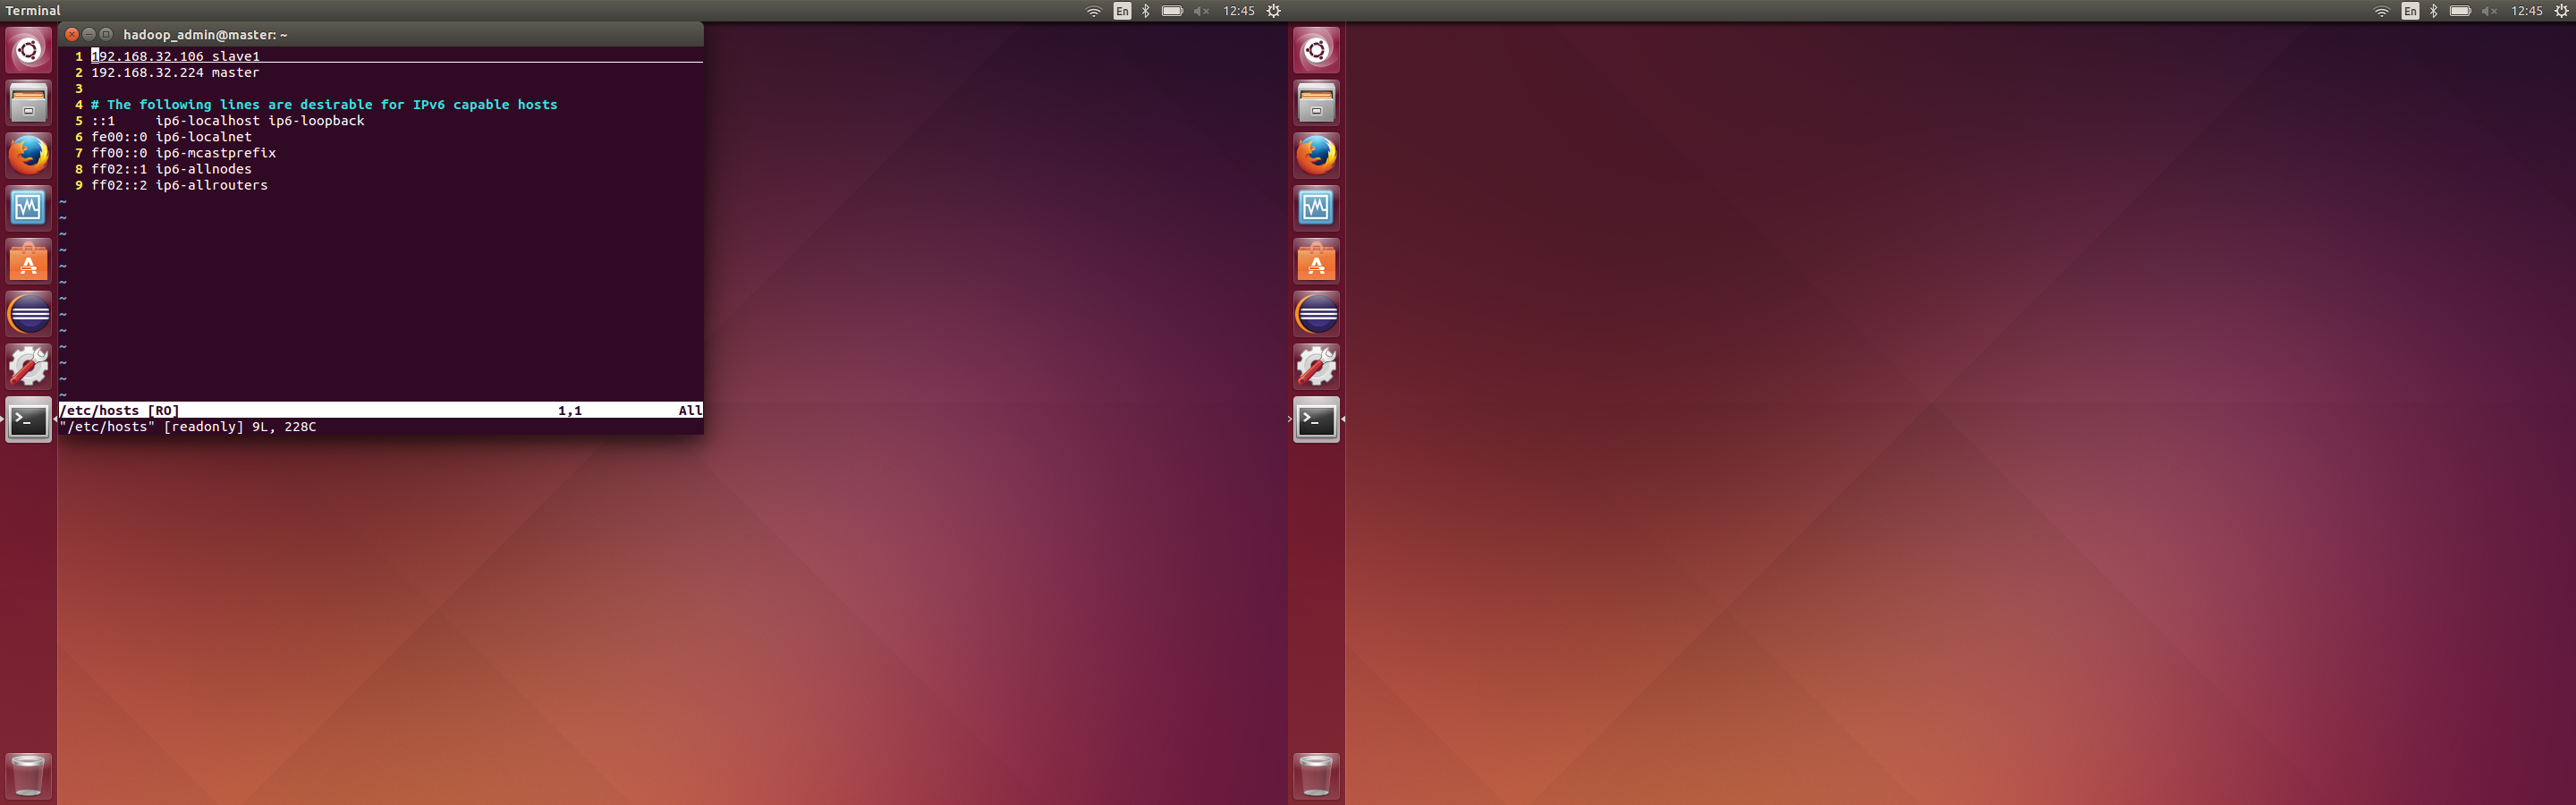 Terminal
En
12:45
En
12:45
hadoop_admin@master: ~
1 192.168.32.106 slave1
2 192.168.32.224 master
3
4 # The following lines are desirable for IPv6 capable hosts
5 ::1     ip6-localhost ip6-loopback
6 fe00::0 ip6-localnet
7 ff00::0 ip6-mcastprefix
8 ff02::1 ip6-allnodes
9 ff02::2 ip6-allrouters
~
~
~
~
~
~
~
~
~
~
~
~
~
/etc/hosts [RO] 1,1 All
"/etc/hosts" [readonly] 9L, 228C